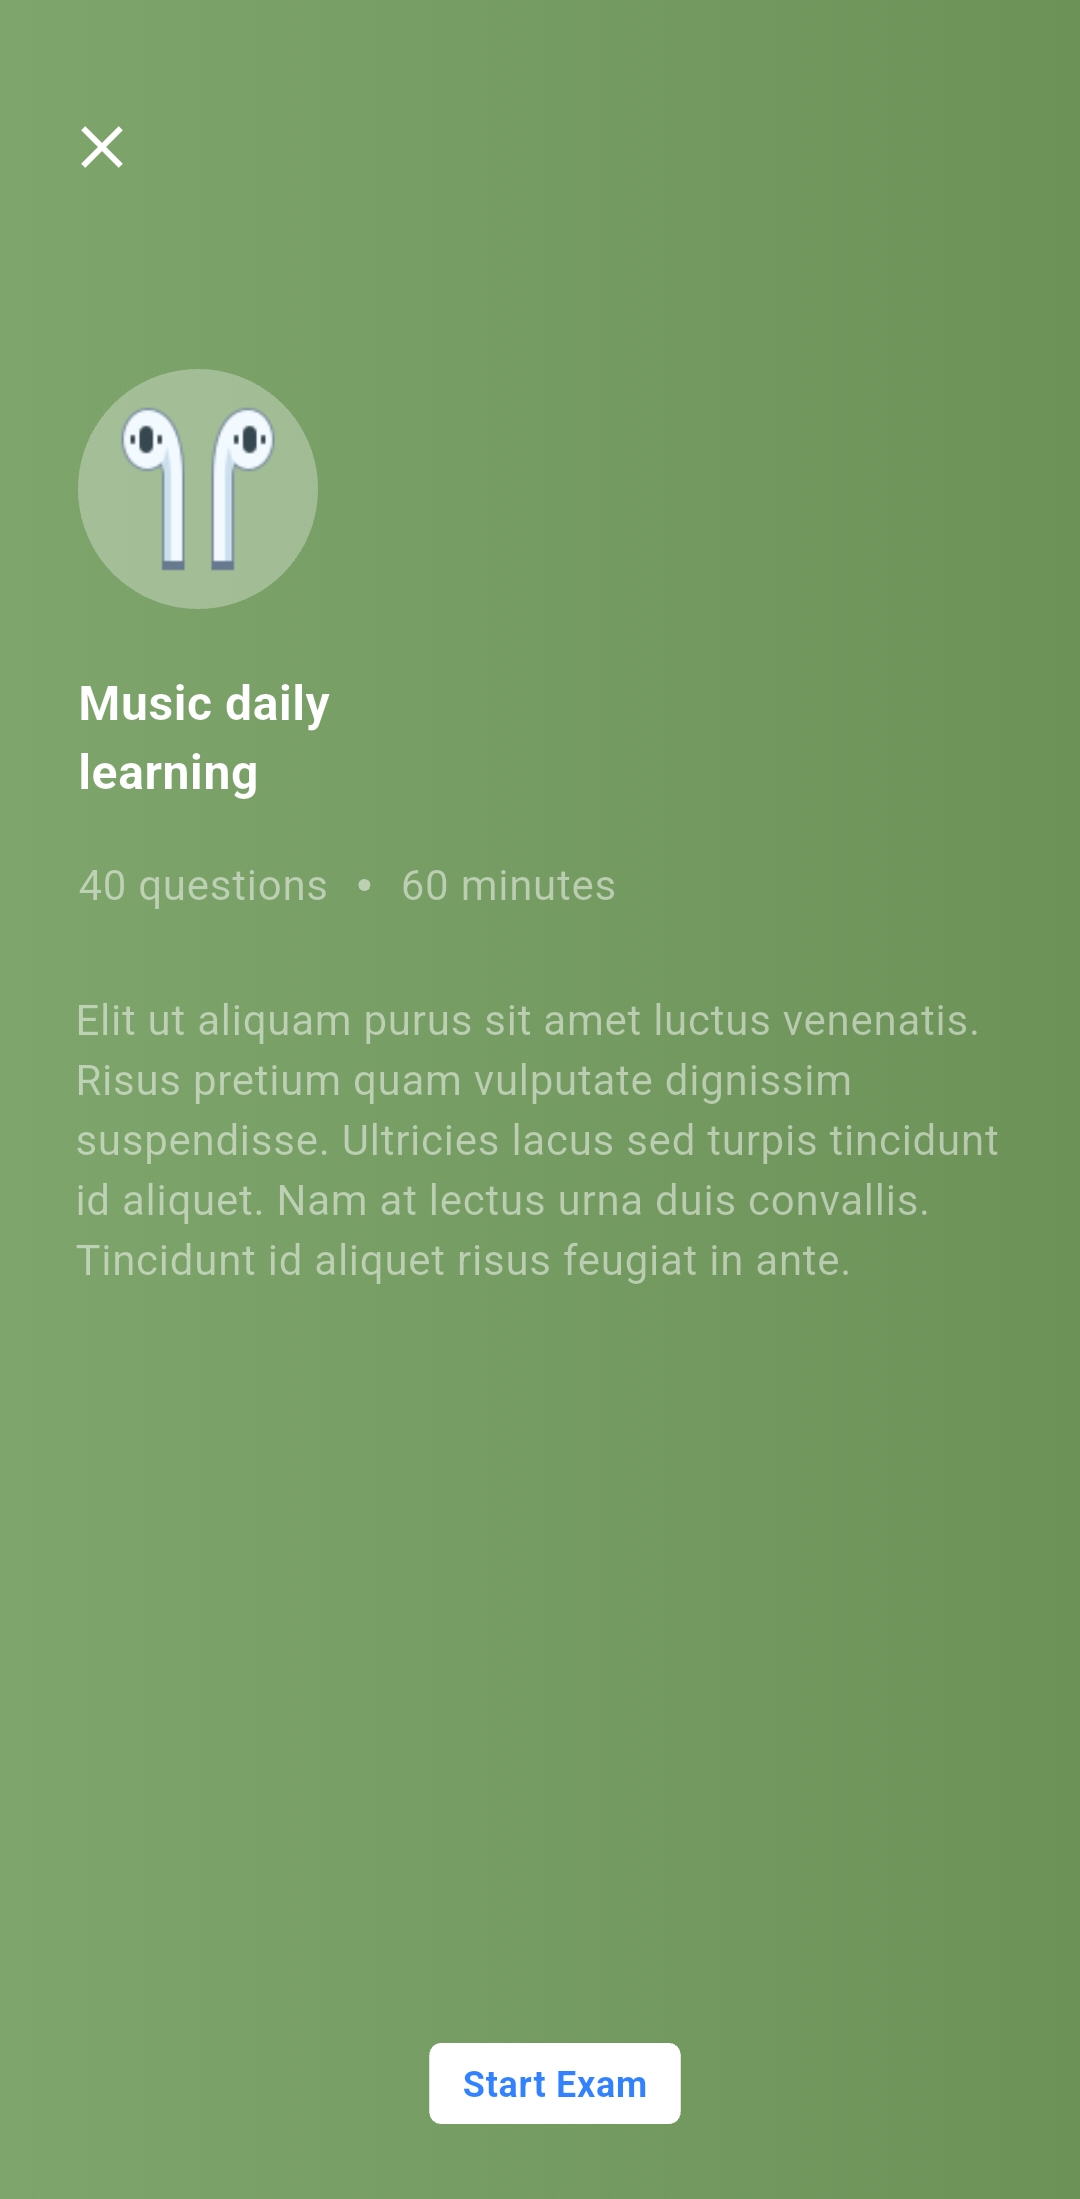 Music daily
learning
40 questions • 60 minutes
Elit ut aliquam purus sit amet luctus venenatis.
Risus pretium quam vulputate dignissim
suspendisse. Ultricies lacus sed turpis tincidunt
id aliquet. Nam at lectus urna duis convallis.
Tincidunt id aliquet risus feugiat in ante.
Start Exam